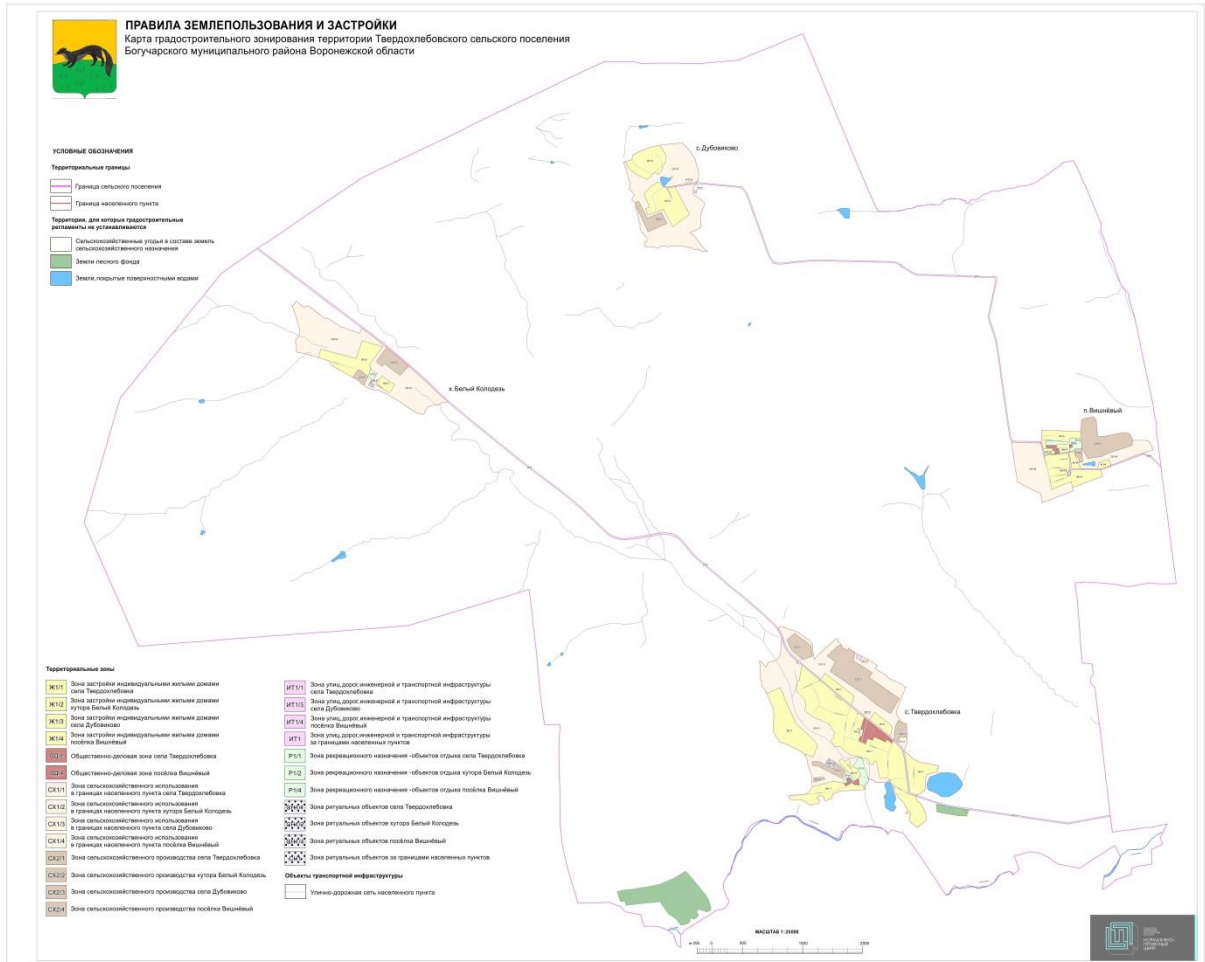 ПРАВИЛА ЗЕМЛЕПОЛЬЗОВАНИЯ И ЗАСТРОЙКИ
Карта градостроительного зонирования территории Твердохлебовского сельского поселения
Богучарского муниципального района Воронежской области
УСЛОВНЫЕ ОБОЗНАЧЕНИЯ
Территориальные границы
Граница сельского поселения
Граница населенного пункта
Территории, для которых градостроительные
регламенты не устанавливаются
Сельскохозяйственные угодья в составе земель
сельскохозяйственного назначения
Земли лесного фонда
Земли, покрытые поверхностными водами
с.Дубовиково
х.Белый Колодезь
п.Вишнёвый
с.Твердохлебовка
Территориальные зоны
Ж1/1 Зона застройки индивидуальными жилыми домами
села Твердохлебовка
Ж1/2 Зона застройки индивидуальными жилыми домами
хутора Белый Колодезь
Ж1/3 Зона застройки индивидуальными жилыми домами
села Дубовиково
Ж1/4 Зона застройки индивидуальными жилыми домами
посёлка Вишнёвый
Общественно-деловая зона села Твердохлебовка
Общественно-деловая зона посёлка Вишнёвый
СХ1/1 Зона сельскохозяйственного использования
в границах населенного пункта села Твердохлебовка
СХ1/2 Зона сельскохозяйственного использования
в границах населенного пункта хутора Белый Колодезь
СХ1/3 Зона сельскохозяйственного использования
в границах населенного пункта села Дубовиково
СХ1/4 Зона сельскохозяйственного использования
в границах населенного пункта посёлка Вишнёвый
СХ2/1 Зона сельскохозяйственного производства села Твердохлебовка
СХ2/2 Зона сельскохозяйственного производства хутора Белый Колодезь
СХ2/3 Зона сельскохозяйственного производства села Дубовиково
СХ2/4 Зона сельскохозяйственного производства посёлка Вишнёвый
ИТ1/1 Зона улиц, дорог, инженерной и транспортной инфраструктуры
села Твердохлебовка
ИТ1/3 Зона улиц, дорог, инженерной и транспортной инфраструктуры
села Дубовиково
ИТ1/4 Зона улиц, дорог, инженерной и транспортной инфраструктуры
посёлка Вишнёвый
ИТ1 Зона улиц, дорог, инженерной и транспортной инфраструктуры
за границами населенных пунктов
Р1/1 Зона рекреационного назначения - объектов отдыха села Твердохлебовка
Р1/2 Зона рекреационного назначения - объектов отдыха хутора Белый Колодезь
Р1/4 Зона рекреационного назначения - объектов отдыха посёлка Вишнёвый
Зона ритуальных объектов села Твердохлебовка
Зона ритуальных объектов хутора Белый Колодезь
Зона ритуальных объектов посёлка Вишнёвый
Зона ритуальных объектов за границами населенных пунктов
Объекты транспортной инфраструктуры
Улично-дорожная сеть населенного пункта
МАСШТАБ 1:25000
НОРМАТИВНО
ПРОЕКТНЫЙ
ЦЕНТР